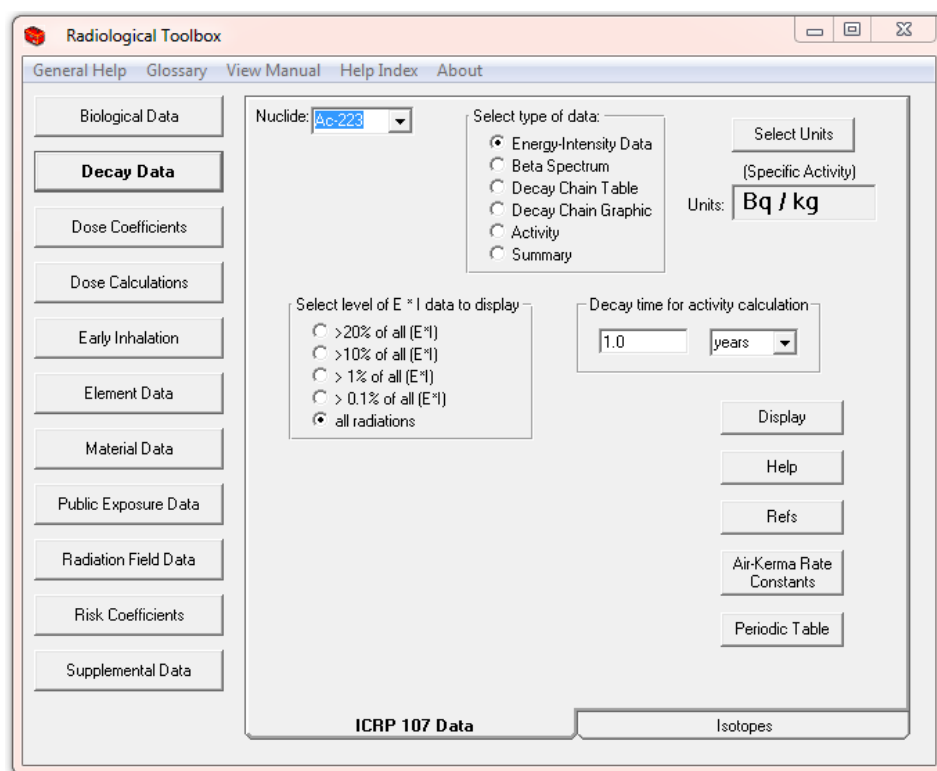 Radiological Toolbox
General Help Glossary View Manual Help Index About
Biological Data
Decay Data
Dose Coefficients
Dose Calculations
Early Inhalation
Element Data
Material Data
Public Exposure Data
Radiation Field Data
Risk Coefficients
Supplemental Data
Nuclide: Ac-223
Select type of data:
Energy-Intensity Data
Beta Spectrum
Decay Chain Table
Decay Chain Graphic
Activity
Summary
Select Units
(Specific Activity)
Units: Bq / kg
Select level of E * I data to display
>20% of all (E*I)
>10% of all (E*I)
> 1% of all (E*I)
> 0.1% of all (E*I)
all radiations
Decay time for activity calculation
1.0 years
Display
Help
Refs
Air-Kerma Rate
Constants
Periodic Table
ICRP 107 Data
Isotopes